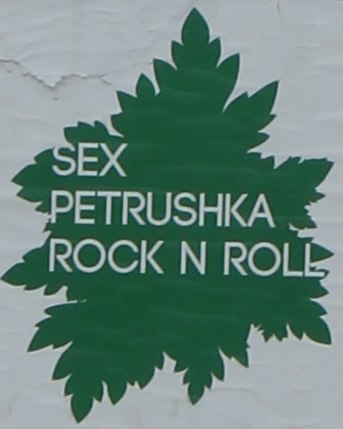 SEX
PETRUSHKA
ROCK N ROLL